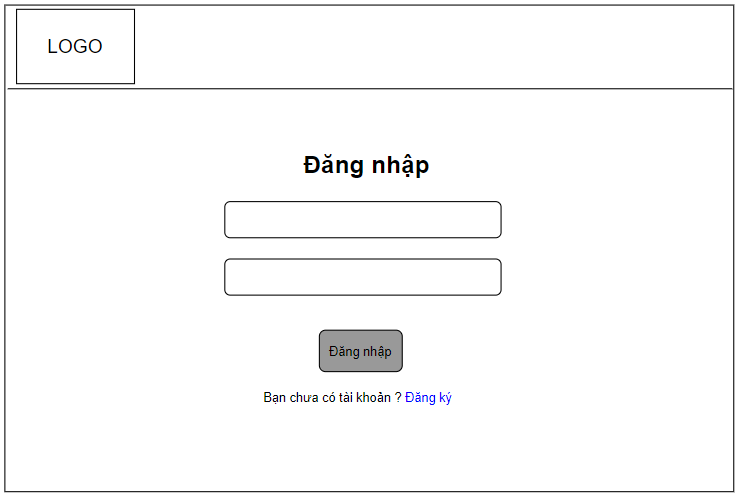 LOGO
Đăng nhập
Đăng nhập
Bạn chưa có tài khoản ? Đăng ký